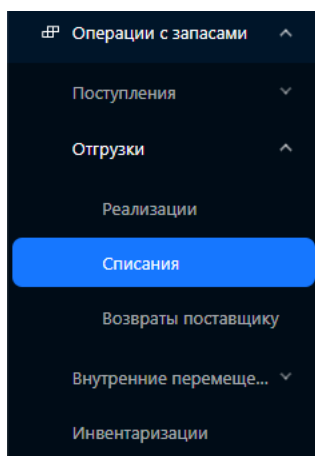 Операции с запасами
Поступления
Отгрузки
Реализации
Списания
Возвраты поставщику
Внутренние перемеще...
Инвентаризации